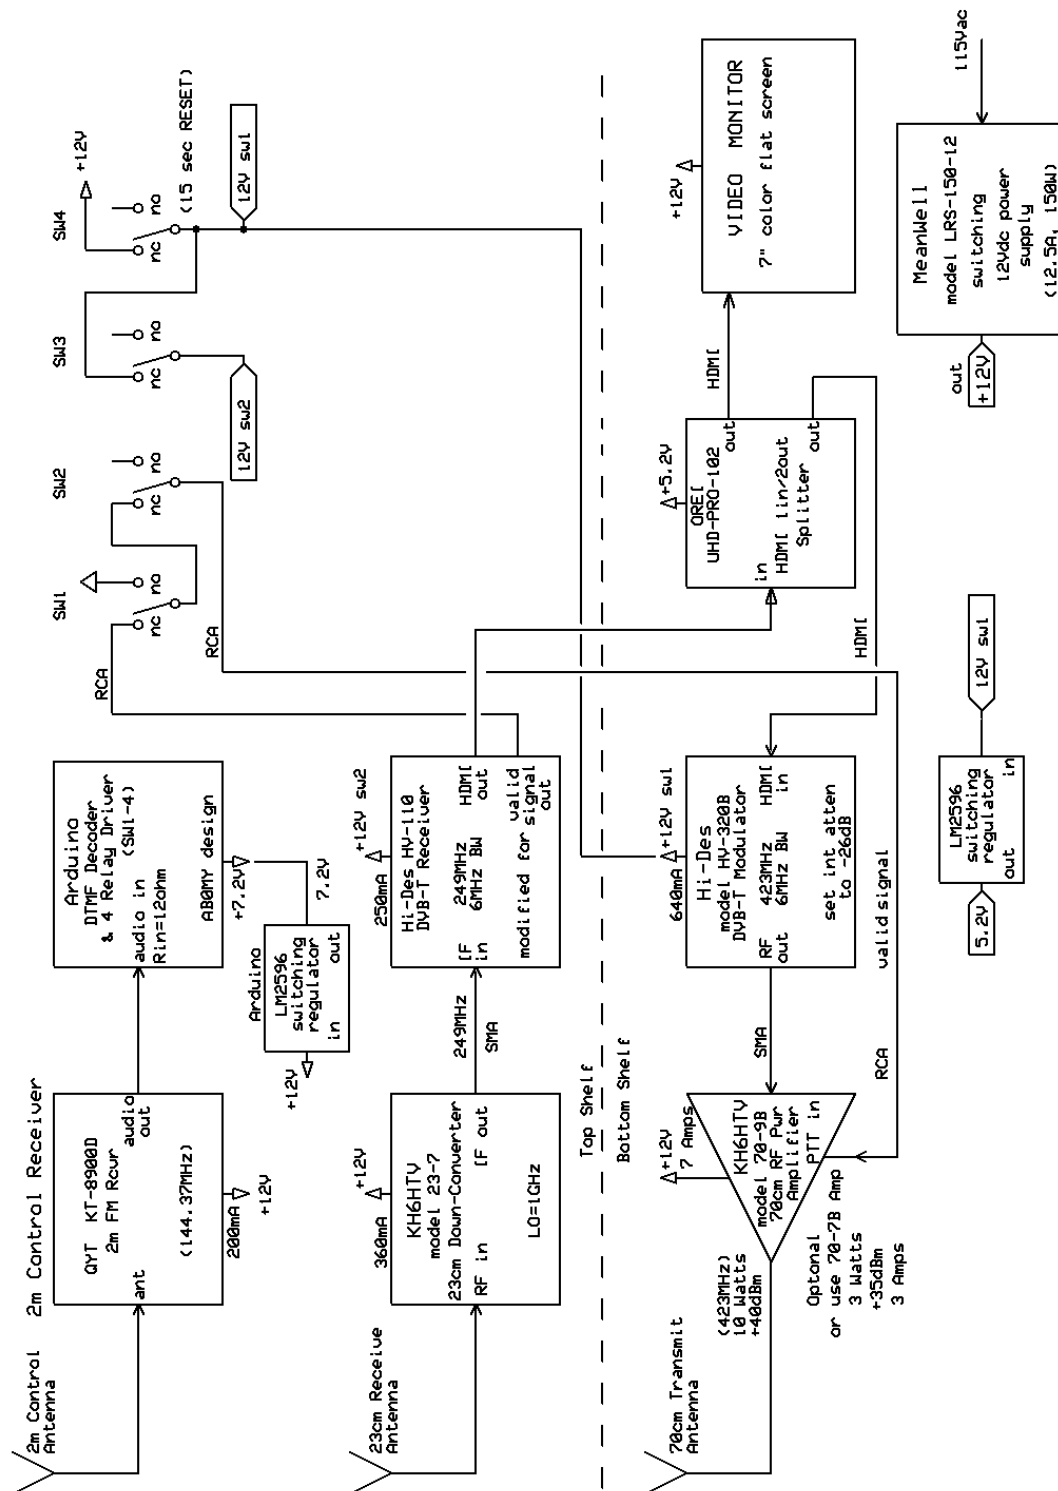 2m Control Receiver
2m Control
Antenna
2m Control Receiver
QYT KT-8900D
2m FM Rcvr
(144.37MHz)
ant
audio
out
200mA
+12V
Arduino
DTMF Decoder
& 4 Relay Driver
(SW1-4)
audio in
Rin=12ohm
AB0MY design
+7.2V
7.2V
Arduino
LM2596
switching
regulator
in out
+12V
SW1
nc
no
SW2
nc
no
SW3
nc
no
SW4
nc
no
+12V
(15 sec RESET)
12V sw1
12V sw2
RCA
RCA
23cm Receive
Antenna
360mA
+12V
KH6HTV
model 23-7
23cm Down-Converter
RF in
IF out
LO=1GHz
249MHz
SMA
250mA
+12V sw2
Hi-Des HV-110
DVB-T Receiver
IF
in
249MHz
6MHz BW
HDMI
out
modified for
valid
signal
out
Top Shelf
Bottom Shelf
70cm Transmit
Antenna
(423MHz)
10 Watts
+40dBm
+12V
7 Amps
KH6HTV
model 70-9B
70cm RF Pwr
Amplifier
PTT in
Optonal
or use 70-7B Amp
3 Watts
+35dBm
3 Amps
RCA
SMA
640mA
+12V sw1
Hi-Des
model HV-320B
DVB-T Modulator
RF
out
423MHz
6MHz BW
HDMI
in
set int atten
to -26dB
valid signal
HDMI
+5.2V
OREI
UHD-PRO-102
in
out
HDMI 1in/2out
Splitter
out
HDMI
+12V
VIDEO MONITOR
7" color flat screen
5.2V
LM2596
switching
regulator
out in
12V sw1
out
+12V
MeanWell
model LRS-150-12
switching
12Vdc power
supply
(12.5A, 150W)
115Vac